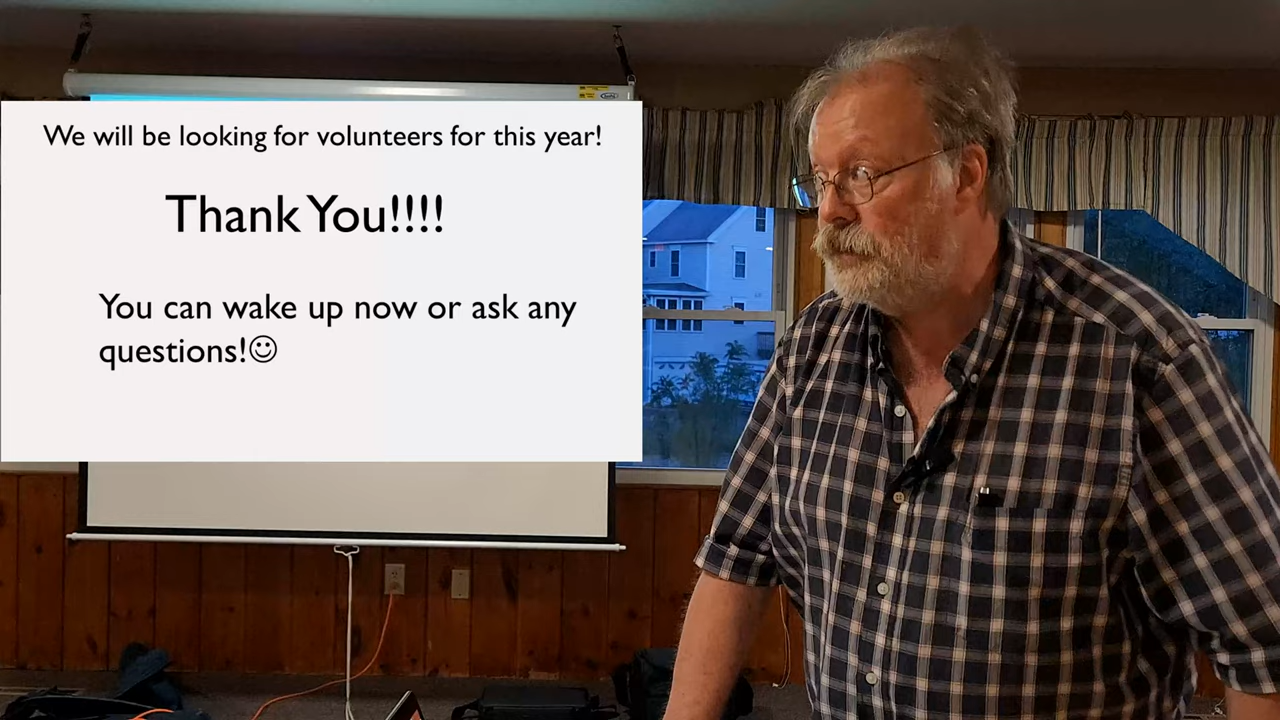 We will be looking for volunteers for this year!
Thank You!!!!
You can wake up now or ask any
questions!☺